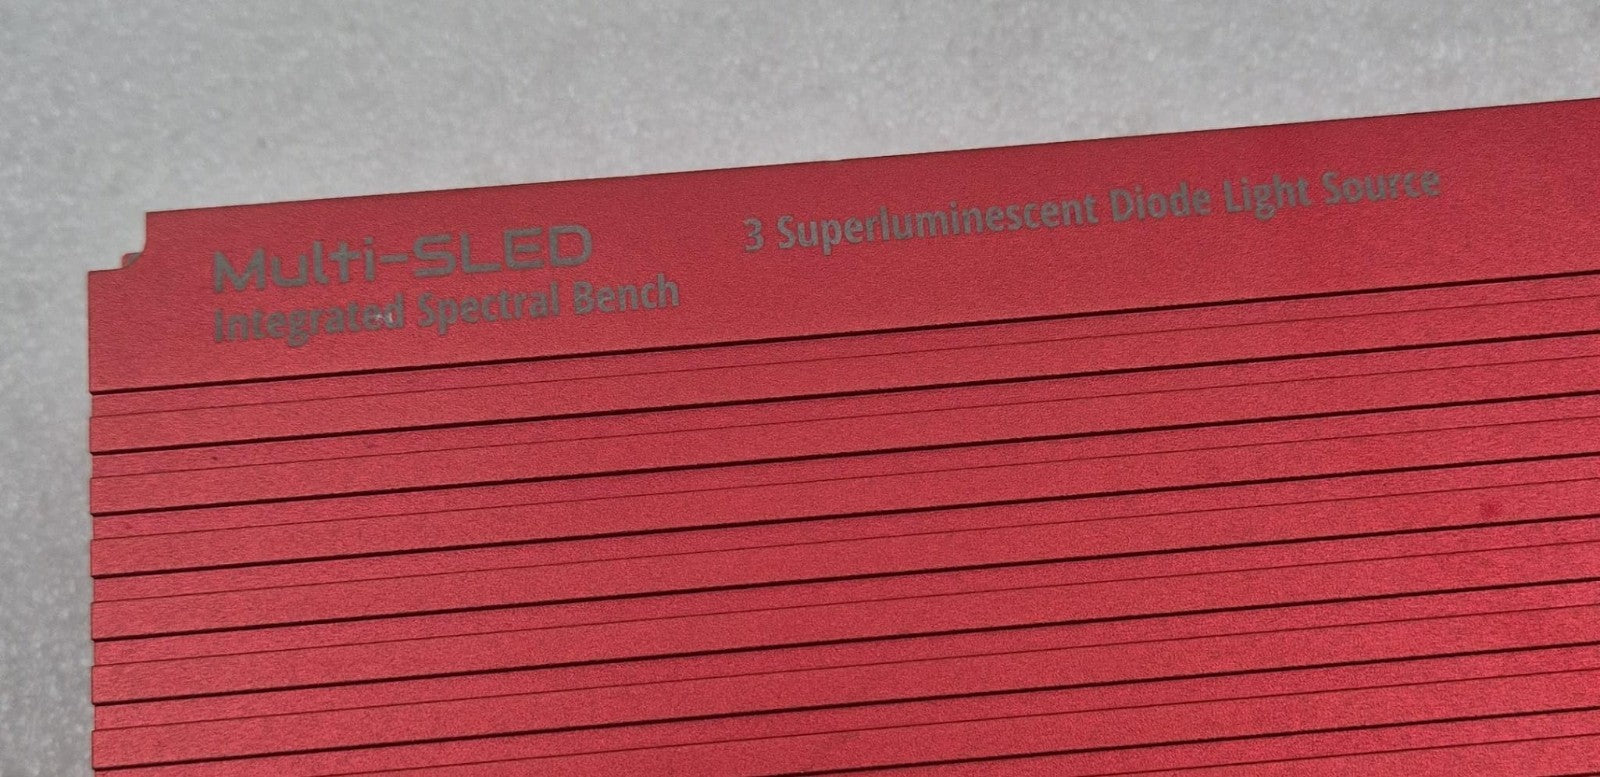 Multi-SLED
Integrated Spectral Bench
3 Superluminescent Diode Light Source